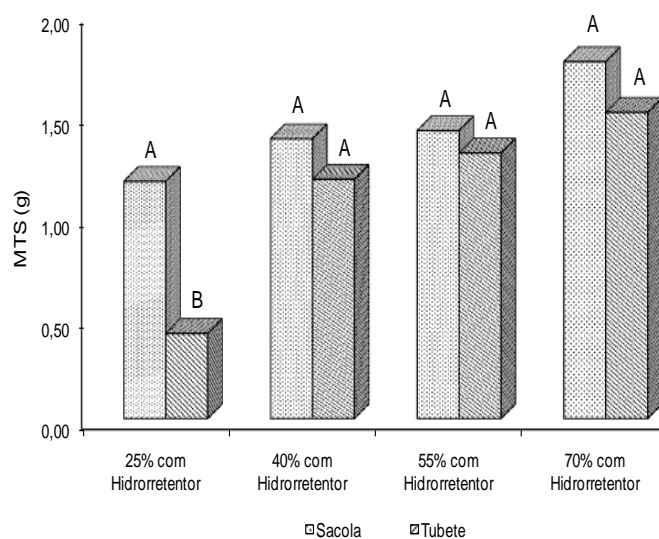 2,00
1,50
1,00
0,50
0,00
MTS (g)
A
B
A
A
A
A
A
A
25% com
Hidrorretentor
40% com
Hidrorretentor
55% com
Hidrorretentor
70% com
Hidrorretentor
Sacola
Tubete